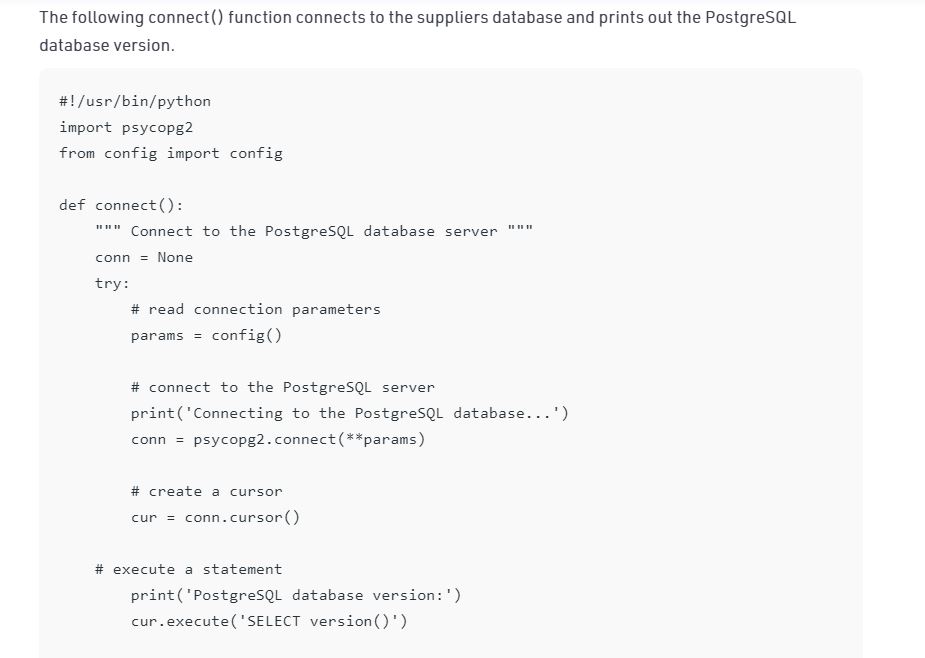 The following connect() function connects to the suppliers database and prints out the PostgreSQL
database version.
#!/usr/bin/python
import psycopg2
from config import config

def connect():
    """ Connect to the PostgreSQL database server """
    conn = None
    try:
        # read connection parameters
        params = config()

        # connect to the PostgreSQL server
        print('Connecting to the PostgreSQL database...')
        conn = psycopg2.connect(**params)

        # create a cursor
        cur = conn.cursor()

    # execute a statement
        print('PostgreSQL database version:')
        cur.execute('SELECT version()')